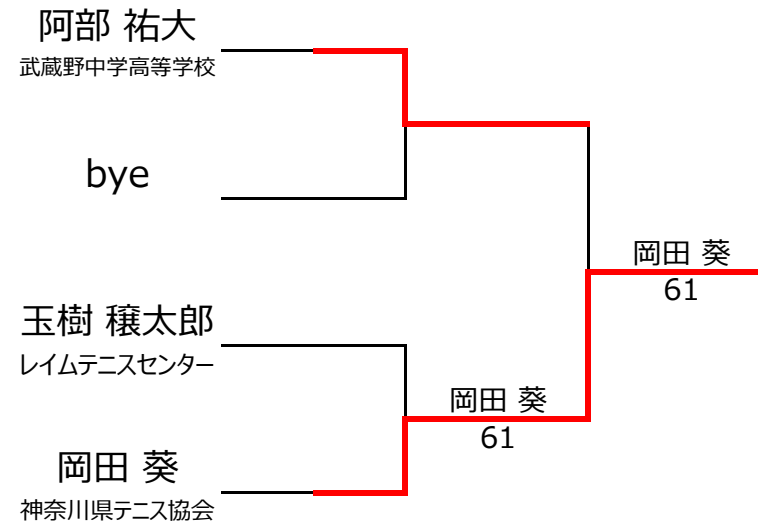 阿部 祐大
武蔵野中学高等学校
bye
岡田 葵
61
玉樹 穣太郎
レイムテニスセンター
岡田 葵
61
岡田 葵
神奈川県テニス協会